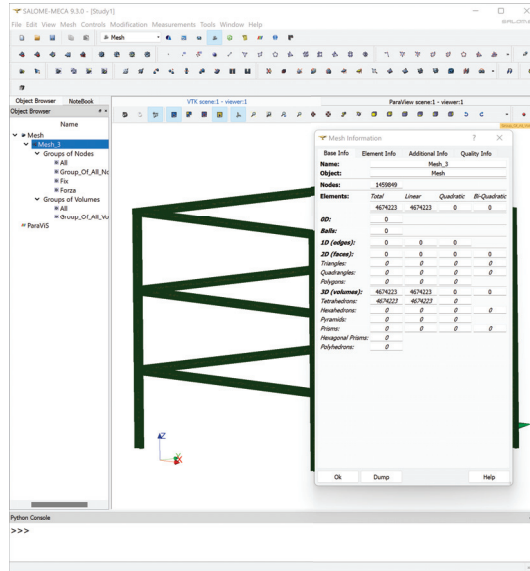 SALOME-MECA 9.3.0 - [Study1]
File Edit View Mesh Controls Modification Measurements Tools Window Help
Mesh
Object Browser NoteBook
VTK scene:1 - viewer:1
ParaView scene:1 - viewer:1
Object Browser
Name
Mesh
Mesh_3
Groups of Nodes
All
Group_Of_All_No
Fix
Forza
Groups of Volumes
All
Group_Of_All_Vo
ParaViS
Mesh Information ? X
Base Info Element Info Additional Info Quality Info
Name: Mesh_3
Object: Mesh
Nodes: 1459849
Elements: Total Linear Quadratic Bi-Quadratic
4674223 4674223 0 0
0D: 0
Balls: 0
1D (edges): 0 0 0
2D (faces): 0 0 0 0
Triangles: 0 0 0 0
Quadrangles: 0 0 0 0
Polygons: 0 0 0
3D (volumes): 4674223 4674223 0 0
Tetrahedrons: 4674223 4674223 0
Hexahedrons: 0 0 0 0
Pyramids: 0 0 0
Prisms: 0 0 0 0
Hexagonal Prisms: 0
Polyhedrons: 0
Z
X
Ok Dump Help
Python Console
>>>